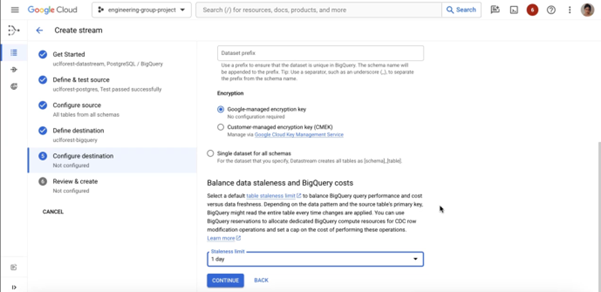 Google Cloud
engineering-group-project
Search (/) for resources, docs, products, and more
Search
6
Create stream
Get Started
uclforest-datastream, PostgreSQL / BigQuery
Define & test source
uclforest-postgres, Test passed successfully
Configure source
All tables from all schemas
Define destination
uclforest-bigquery
5
Configure destination
Not configured
6
Review & create
Not configured
CANCEL
Dataset prefix
Use a prefix to ensure that the dataset is unique in BigQuery. The schema name will
be appended to the prefix. Tip: Use a separator, such as an underscore (_), to separate
the prefix from the schema name.
Encryption
Google-managed encryption key
No configuration required
Customer-managed encryption key (CMEK)
Manage via Google Cloud Key Management Service
Single dataset for all schemas
For the dataset that you specify, Datastream creates all tables as [schema]_[table].
Balance data staleness and BigQuery costs
Select a default table staleness limit to balance BigQuery query performance and cost
versus data freshness. Depending on the data pattern and the source table's primary key,
BigQuery might read the entire table every time changes are applied. You can use
BigQuery reservations to allocate dedicated BigQuery compute resources for CDC row
modification operations and set a cap on the cost of performing these operations.
Learn more
Staleness limit
1 day
CONTINUE
BACK